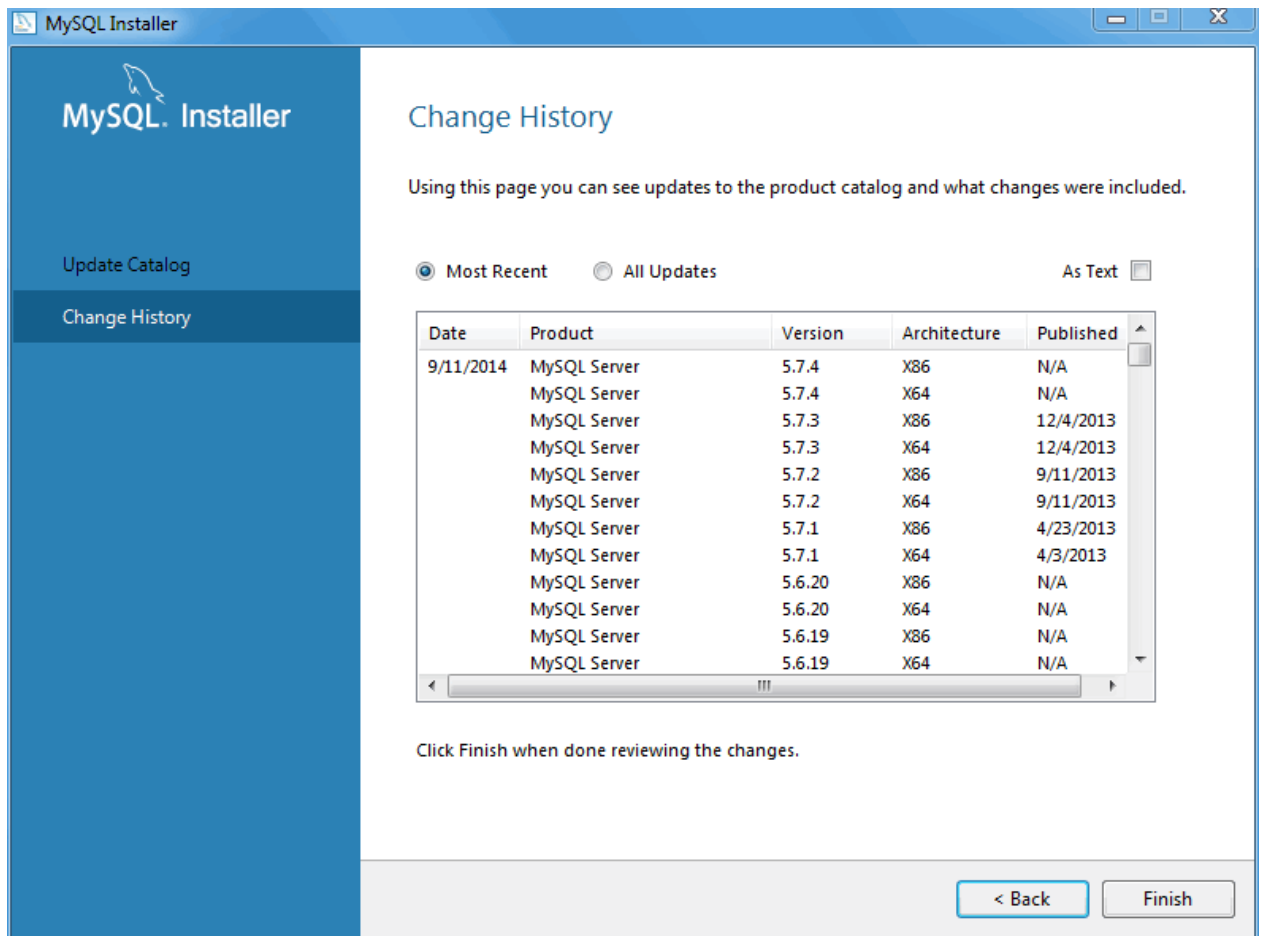 MySQL Installer
MySQL. Installer
Update Catalog
Change History
Change History
Using this page you can see updates to the product catalog and what changes were included.
Most Recent All Updates As Text
Date Product Version Architecture Published
9/11/2014 MySQL Server 5.7.4 X86 N/A
MySQL Server 5.7.4 X64 N/A
MySQL Server 5.7.3 X86 12/4/2013
MySQL Server 5.7.3 X64 12/4/2013
MySQL Server 5.7.2 X86 9/11/2013
MySQL Server 5.7.2 X64 9/11/2013
MySQL Server 5.7.1 X86 4/23/2013
MySQL Server 5.7.1 X64 4/3/2013
MySQL Server 5.6.20 X86 N/A
MySQL Server 5.6.20 X64 N/A
MySQL Server 5.6.19 X86 N/A
MySQL Server 5.6.19 X64 N/A
Click Finish when done reviewing the changes.
< Back Finish